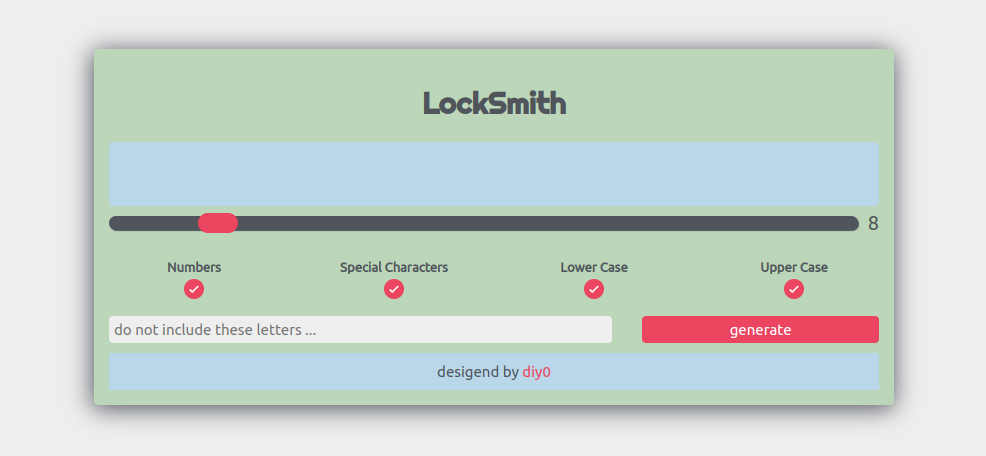 LockSmith
8
Numbers Special Characters Lower Case Upper Case
do not include these letters ... generate
desigend by diy0